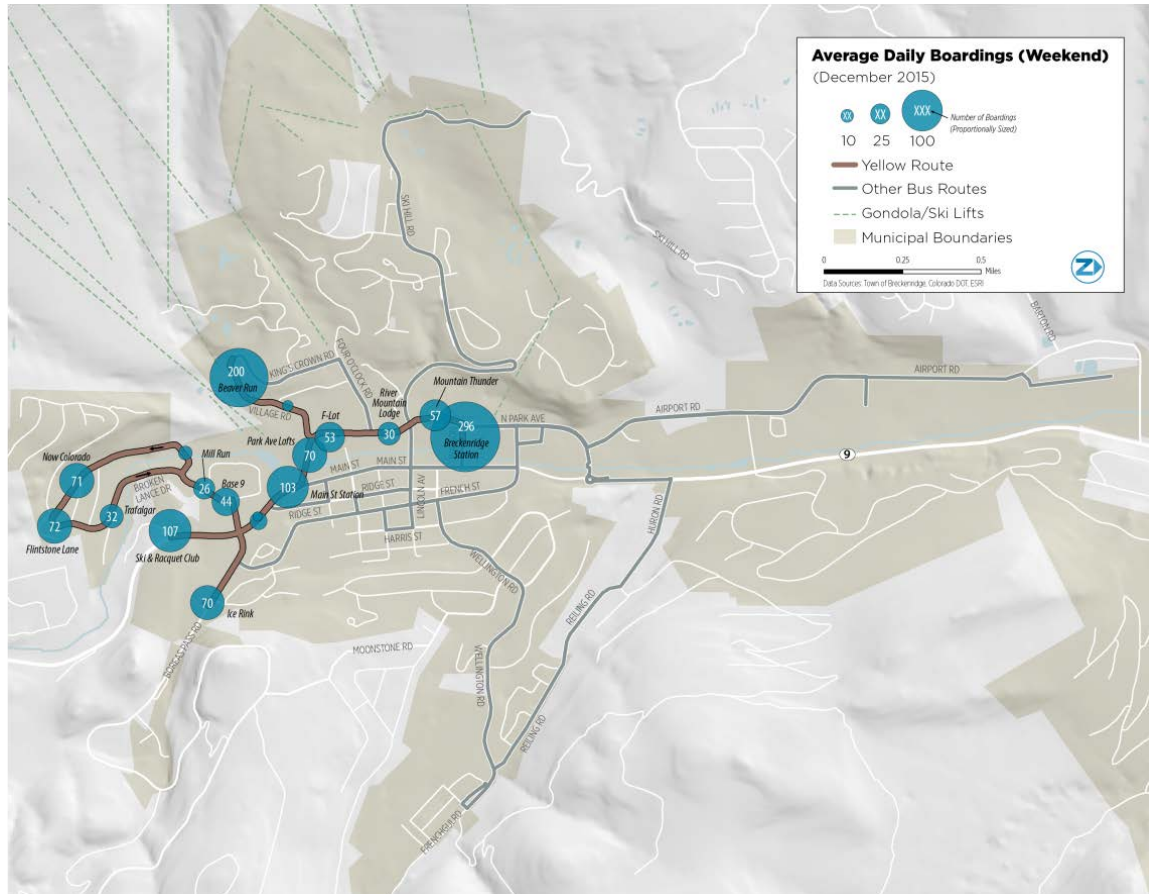 Average Daily Boardings (Weekend)
(December 2015)
XX
XX
XXX
Number of Boardings
(Proportionally Sized)
10
25
100
Yellow Route
Other Bus Routes
Gondola/Ski Lifts
Municipal Boundaries
0
0.25
0.5
Miles
Data Sources: Town of Breckenridge, Colorado DOT, ESRI
Z
SKI HILL RD
SKI HILL RD
BARTON RD
AIRPORT RD
AIRPORT RD
9
KING'S CROWN RD
FOUR O'CLOCK RD
200
Beaver Run
VILLAGE RD
F-Lot
53
River
Mountain
Lodge
30
Mountain Thunder
57
296
Breckenridge
Station
N PARK AVE
Park Ave Lofts
70
MAIN ST
MAIN ST
103
Main St Station
RIDGE ST
RIDGE ST
FRENCH ST
HARRIS ST
LINCOLN AV
Now Colorado
71
Mill Run
26
Base 9
44
BROKEN
LANCE DR
32
Trafalgar
72
Flintstone Lane
107
Ski & Racquet Club
70
Ice Rink
BOREAS PASS RD
MOONSTONE RD
WELLINGTON RD
WELLINGTON RD
HURON RD
REILING RD
REILING RD